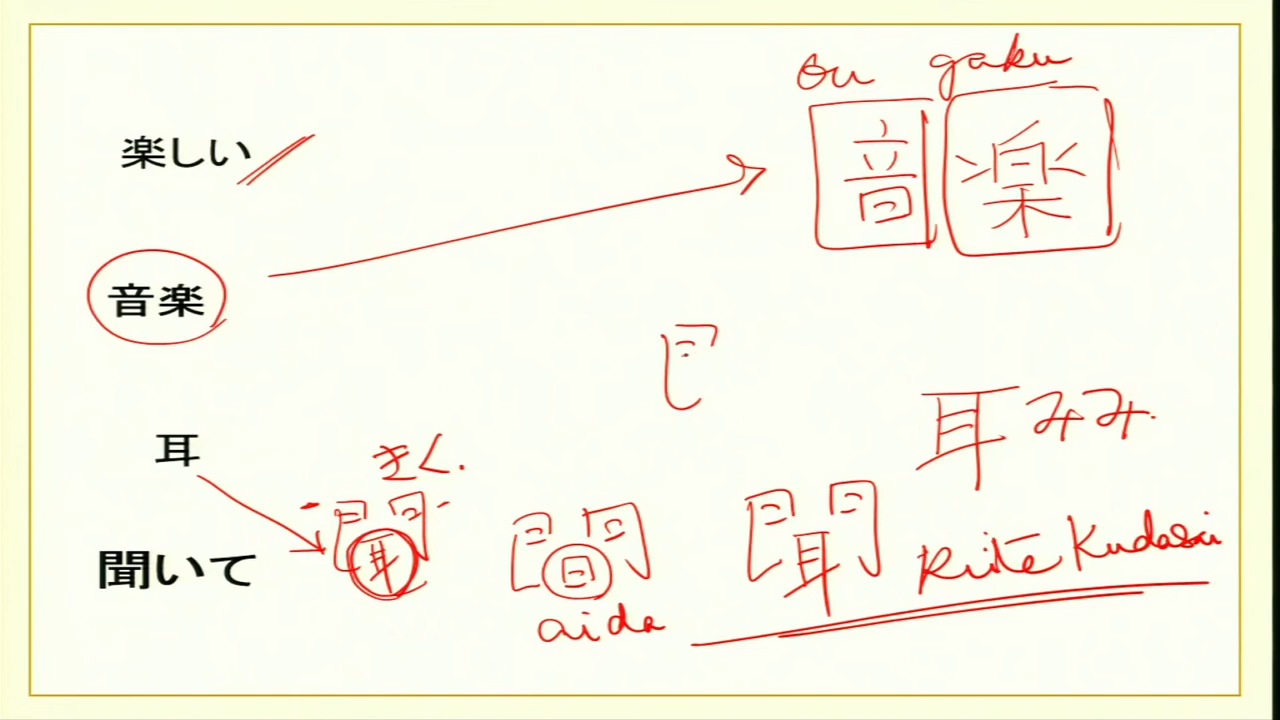 on gaku
楽しい
音楽
音楽
耳
耳 みみ.
きく.
聞いて
聞
間
聞
kiite Kudasai
aida